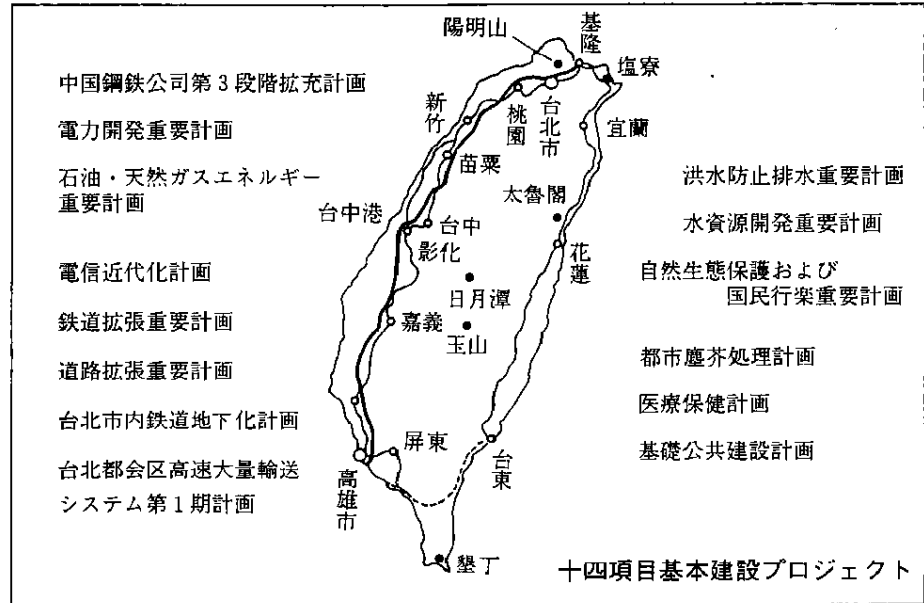 中国鋼鉄公司第3段階拡充計画
電力開発重要計画
石油・天然ガスエネルギー
重要計画
電信近代化計画
鉄道拡張重要計画
道路拡張重要計画
台北市内鉄道地下化計画
台北都会区高速大量輸送
システム第1期計画
陽明山
基隆
塩寮
台北市
桃園
新竹
宜蘭
苗粟
太魯閣
台中港
台中
影化
花蓮
日月潭
嘉義
玉山
屏東
台東
高雄市
墾丁
洪水防止排水重要計画
水資源開発重要計画
自然生態保護および
国民行楽重要計画
都市塵芥処理計画
医療保健計画
基礎公共建設計画
十四項目基本建設プロジェクト